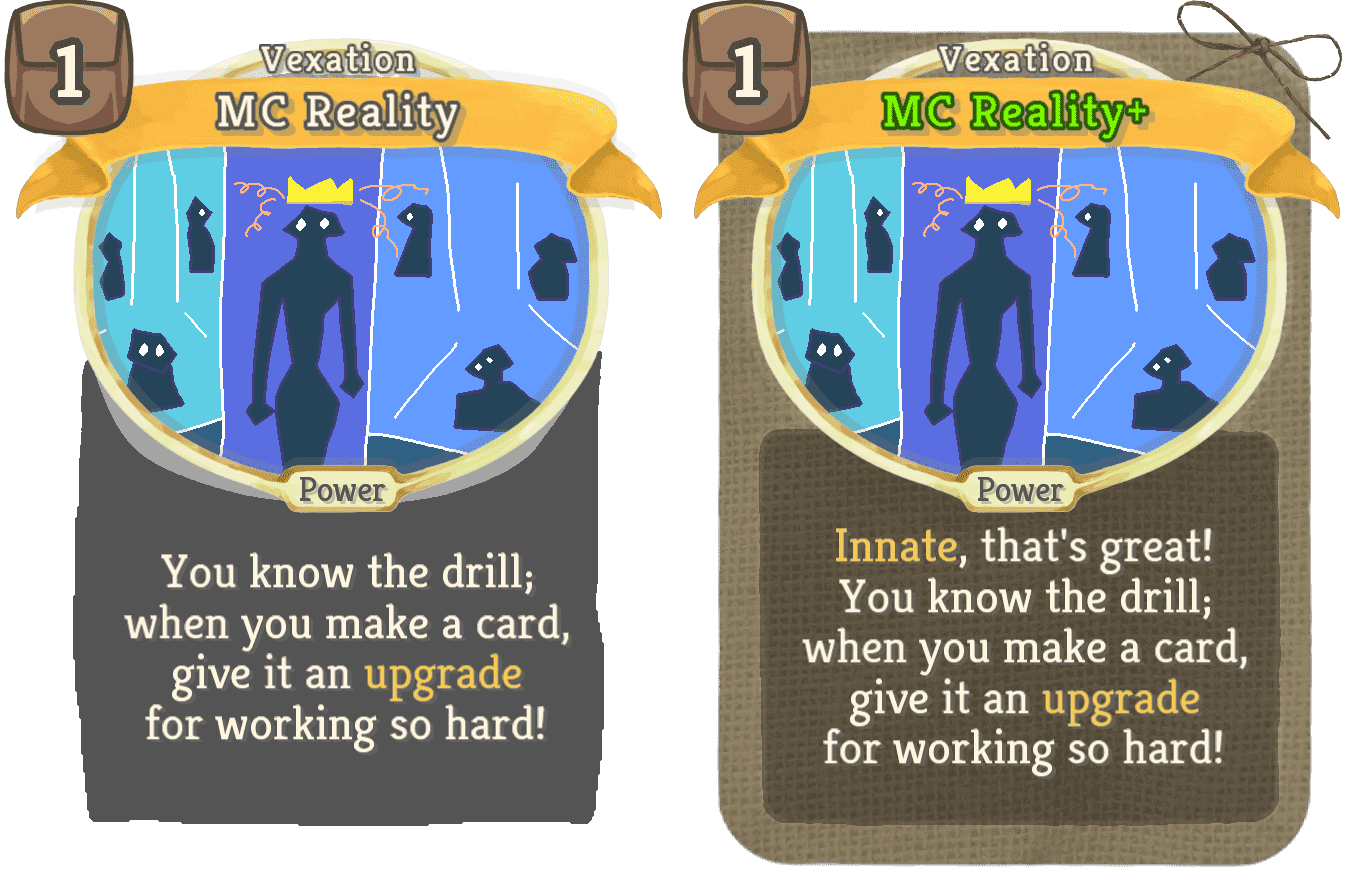 1
Vexation
MC Reality
Power
You know the drill;
when you make a card,
give it an upgrade
for working so hard!
1
Vexation
MC Reality+
Power
Innate, that's great!
You know the drill;
when you make a card,
give it an upgrade
for working so hard!